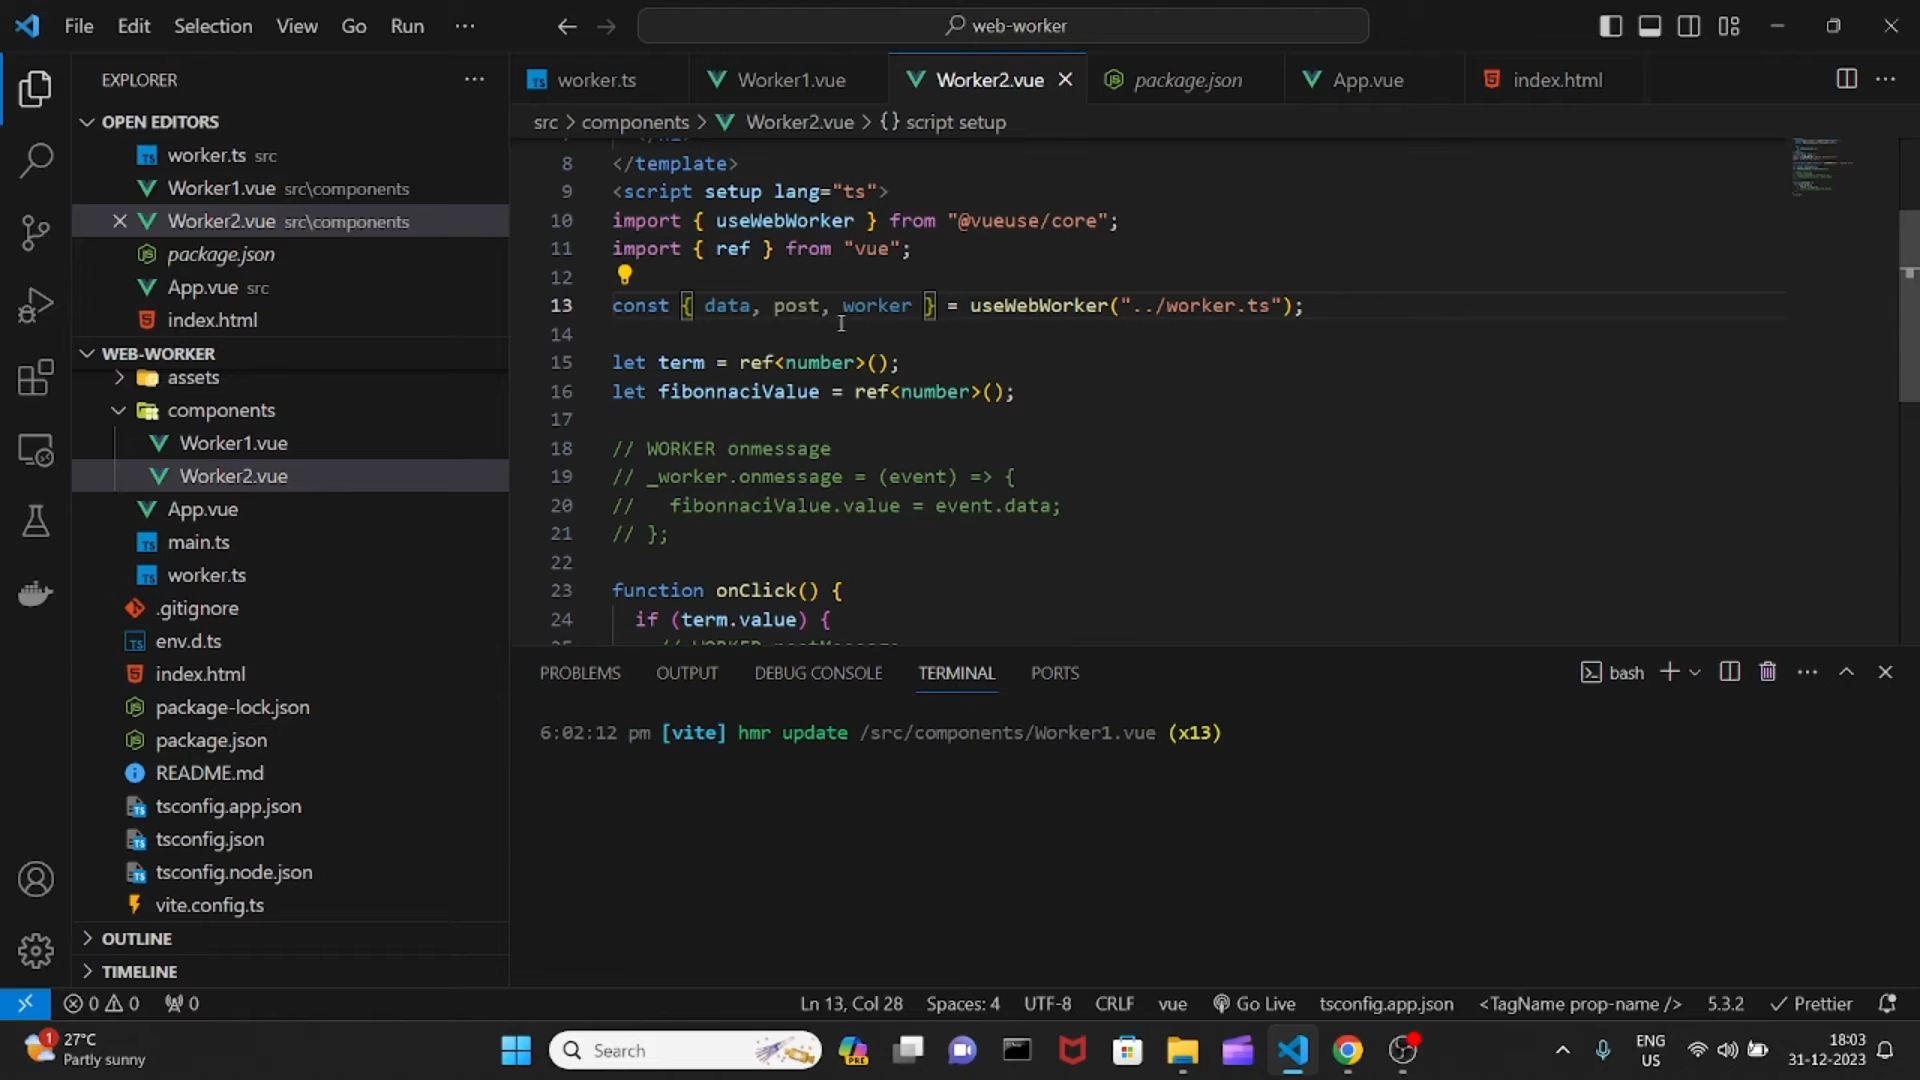 File Edit Selection View Go Run ··· web-worker
EXPLORER ···
OPEN EDITORS
worker.ts src
Worker1.vue src\components
Worker2.vue src\components
package.json
App.vue src
index.html
WEB-WORKER
assets
components
Worker1.vue
Worker2.vue
App.vue
main.ts
worker.ts
.gitignore
env.d.ts
index.html
package-lock.json
package.json
README.md
tsconfig.app.json
tsconfig.json
tsconfig.node.json
vite.config.ts
OUTLINE
TIMELINE
worker.ts Worker1.vue Worker2.vue package.json App.vue index.html
src > components > Worker2.vue > {} script setup
8 </template>
9 <script setup lang="ts">
10 import { useWebWorker } from "@vueuse/core";
11 import { ref } from "vue";
12
13 const { data, post, worker } = useWebWorker("../worker.ts");
14
15 let term = ref<number>();
16 let fibonnaciValue = ref<number>();
17
18 // WORKER onmessage
19 // _worker.onmessage = (event) => {
20 //   fibonnaciValue.value = event.data;
21 // };
22
23 function onClick() {
24   if (term.value) {
PROBLEMS OUTPUT DEBUG CONSOLE TERMINAL PORTS bash
6:02:12 pm [vite] hmr update /src/components/Worker1.vue (x13)
0 0 0 Ln 13, Col 28 Spaces: 4 UTF-8 CRLF vue Go Live tsconfig.app.json <TagName prop-name /> 5.3.2 Prettier
1 27°C
Partly sunny
Search
PRE
ENG
US
18:03
31-12-2023